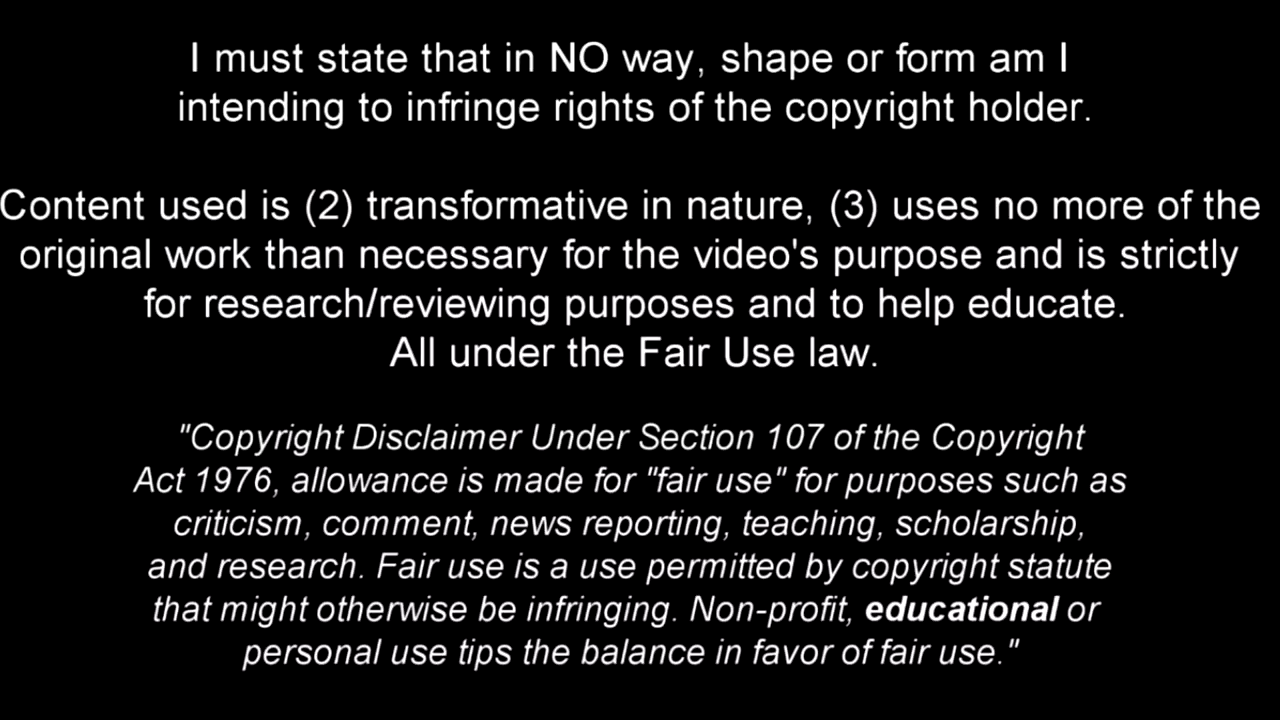 I must state that in NO way, shape or form am I
intending to infringe rights of the copyright holder.
Content used is (2) transformative in nature, (3) uses no more of the
original work than necessary for the video's purpose and is strictly
for research/reviewing purposes and to help educate.
All under the Fair Use law.
"Copyright Disclaimer Under Section 107 of the Copyright
Act 1976, allowance is made for "fair use" for purposes such as
criticism, comment, news reporting, teaching, scholarship,
and research. Fair use is a use permitted by copyright statute
that might otherwise be infringing. Non-profit, educational or
personal use tips the balance in favor of fair use."